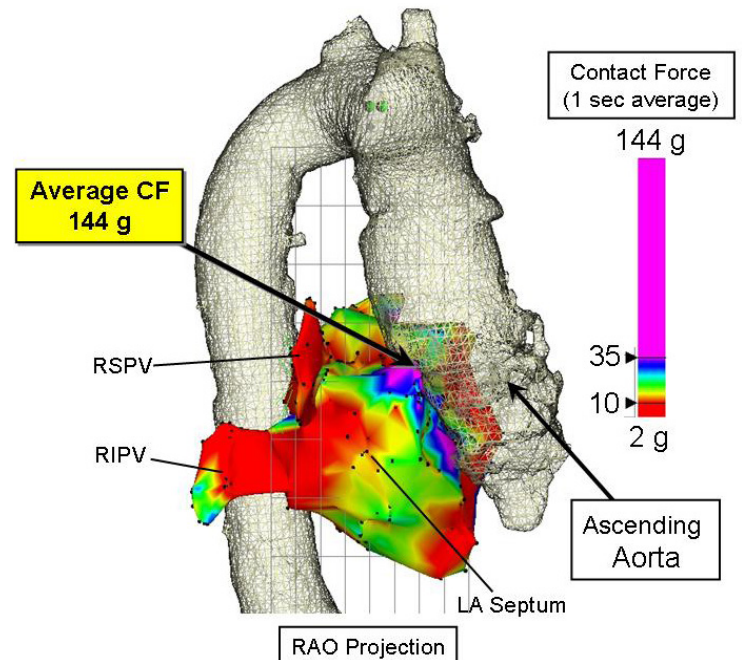 Contact Force
(1 sec average)
144 g
Average CF
144 g
35
10
2 g
RSPV
RIPV
Ascending
Aorta
LA Septum
RAO Projection